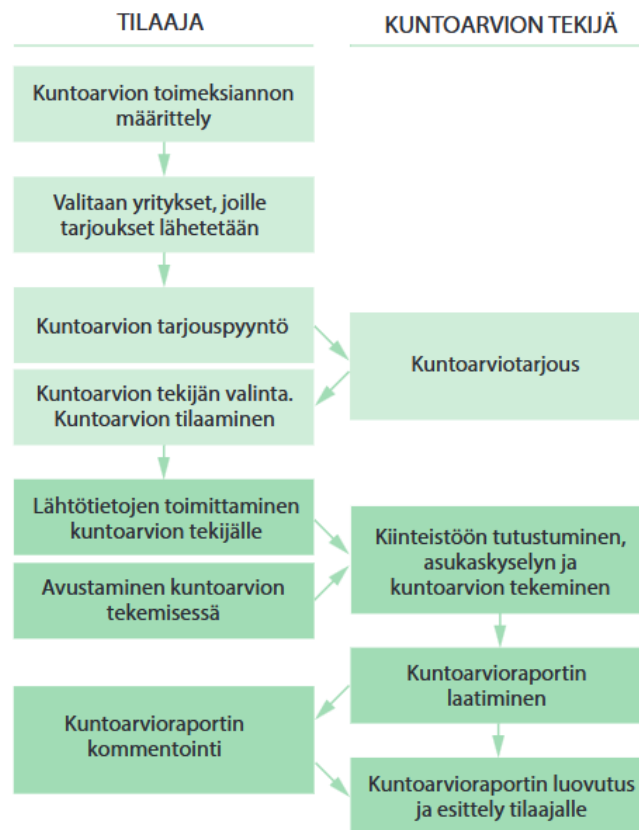 TILAAJA
KUNTOARVION TEKIJÄ
Kuntoarvion toimeksiannon
määrittely
Valitaan yritykset, joille
tarjoukset lähetetään
Kuntoarvion tarjouspyyntö
Kuntoarviotarjous
Kuntoarvion tekijän valinta.
Kuntoarvion tilaaminen
Lähtötietojen toimittaminen
kuntoarvion tekijälle
Avustaminen kuntoarvion
tekemisessä
Kiinteistöön tutustuminen,
asukaskyselyn ja
kuntoarvion tekeminen
Kuntoarvioraportin
laatiminen
Kuntoarvioraportin
kommentointi
Kuntoarvioraportin luovutus
ja esittely tilaajalle